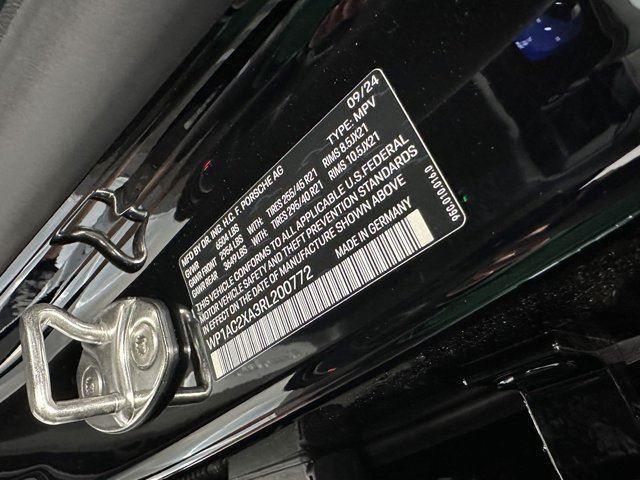 MFD BY DR. ING. H.C. F. PORSCHE AG 09/24
GVWR LBS TYPE: MPV
GAWR FRONT 2954 LBS WITH TIRES 255/45 R21 RIMS 8.5JX21
GAWR REAR 3649 LBS WITH TIRES 295/40 R21 RIMS 10.5JX21
THIS VEHICLE CONFORMS TO ALL APPLICABLE U.S. FEDERAL
MOTOR VEHICLE SAFETY AND THEFT PREVENTION STANDARDS
IN EFFECT ON THE DATE OF MANUFACTURE SHOWN ABOVE
WP1AC2XA3RL200772 MADE IN GERMANY